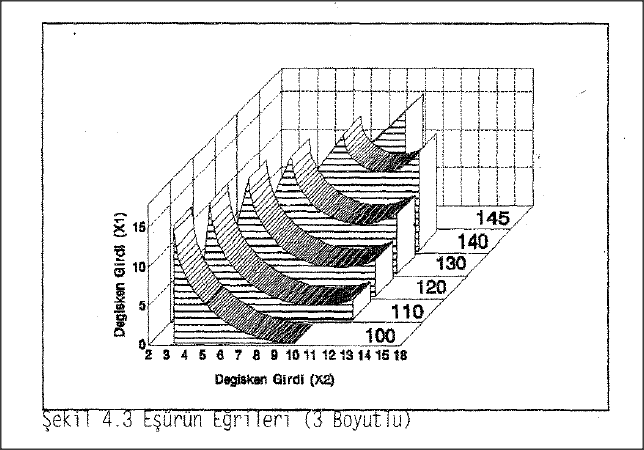 145
140
130
120
110
100
15
10
5
0
Degisken Girdi (X1)
2 3 4 5 6 7 8 9 10 11 12 13 14 15 18
Degisken Girdi (X2)
Şekil 4.3 Eşürün Eğrileri (3 Boyutlu)